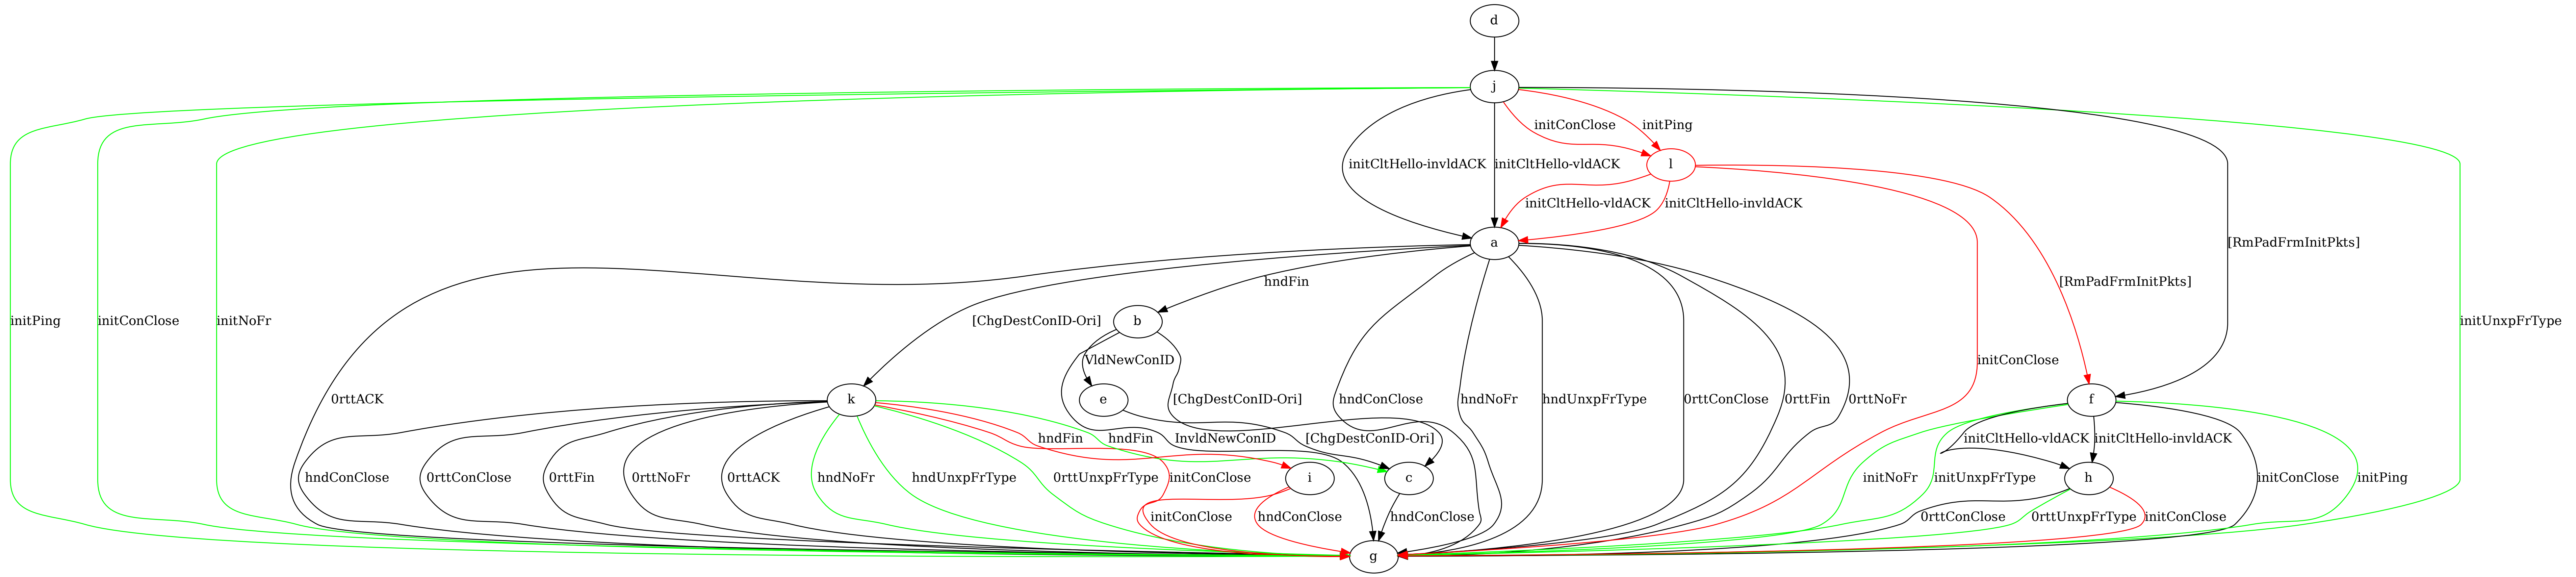 d
j
initConClose
initPing
initCltHello-invldACK
initCltHello-vldACK
l
initCltHello-vldACK
initCltHello-invldACK
a
[RmPadFrmInitPkts]
hndFin
[RmPadFrmInitPkts]
initPing
initConClose
initNoFr
[ChgDestConID-Ori]
b
initUnxpFrType
VldNewConID
initConClose
0rttACK
k
e
[ChgDestConID-Ori]
hndConClose
hndNoFr
hndUnxpFrType
0rttConClose
0rttFin
0rttNoFr
f
hndFin
hndFin
InvldNewConID
[ChgDestConID-Ori]
initCltHello-vldACK
initCltHello-invldACK
hndConClose
0rttConClose
0rttFin
0rttNoFr
0rttACK
hndNoFr
hndUnxpFrType
0rttUnxpFrType
initConClose
i
c
initNoFr
initUnxpFrType
h
initConClose
initPing
initConClose
hndConClose
hndConClose
0rttConClose
0rttUnxpFrType
initConClose
g